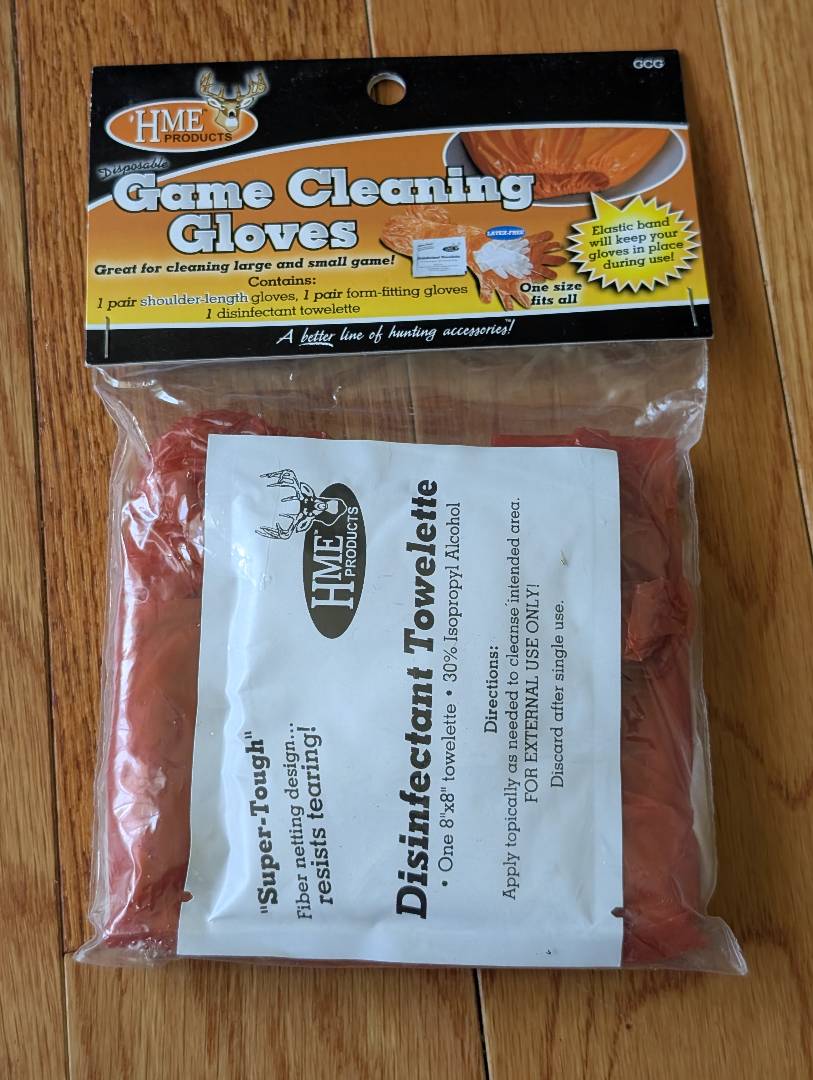 GCG
HME™
PRODUCTS
Disposable
Game Cleaning
Gloves
Great for cleaning large and small game!
Contains:
1 pair shoulder-length gloves, 1 pair form-fitting gloves
1 disinfectant towelette
LATEX-FREE
One size
fits all
Elastic band
will keep your
gloves in place
during use!
A better line of hunting accessories!™
HME™
PRODUCTS
"Super-Tough"
Fiber netting design...
resists tearing!
Disinfectant Towelette
• One 8"x8" towelette • 30% Isopropyl Alcohol
Directions:
Apply topically as needed to cleanse intended area.
FOR EXTERNAL USE ONLY!
Discard after single use.